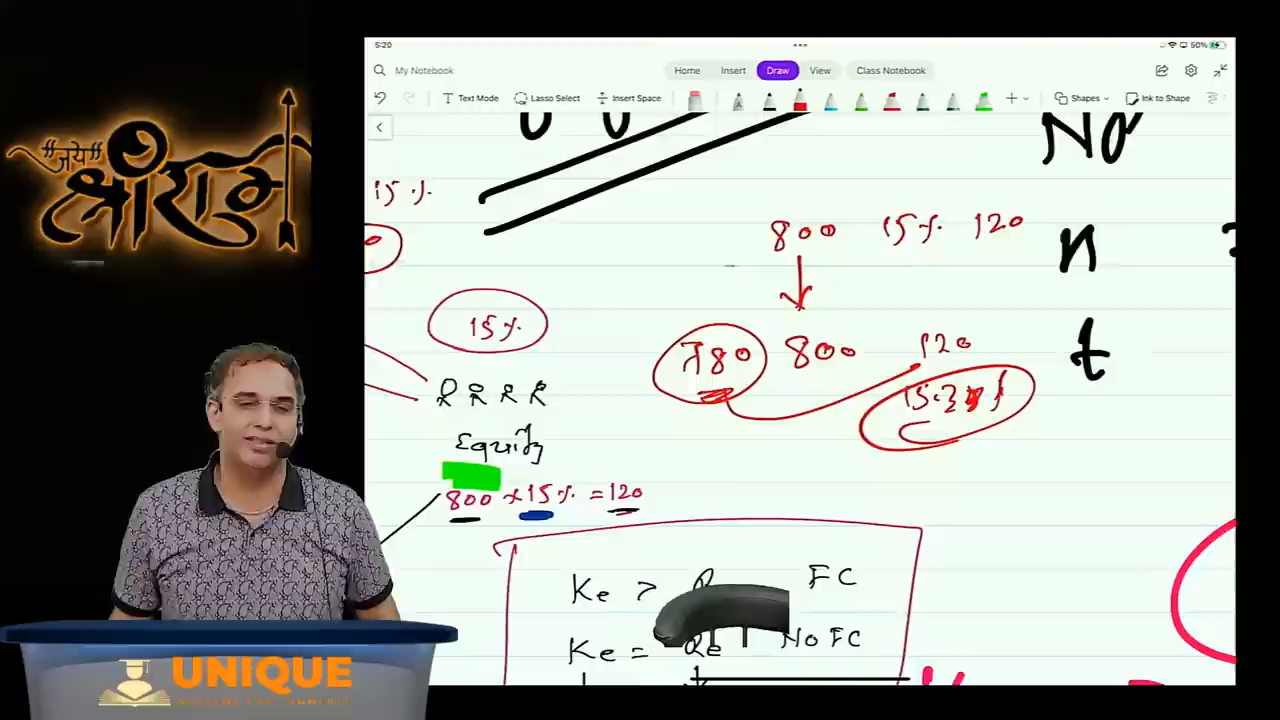 5:20
50%
My Notebook
Home Insert Draw View Class Notebook
Text Mode Lasso Select Insert Space Shapes Ink to Shape
"जय"
श्री राम
15%
No
800 15% 120
n
15%
780 800 120
t
Equity
800 × 15% = 120
Ke > FC
Ke = Re No FC
UNIQUE